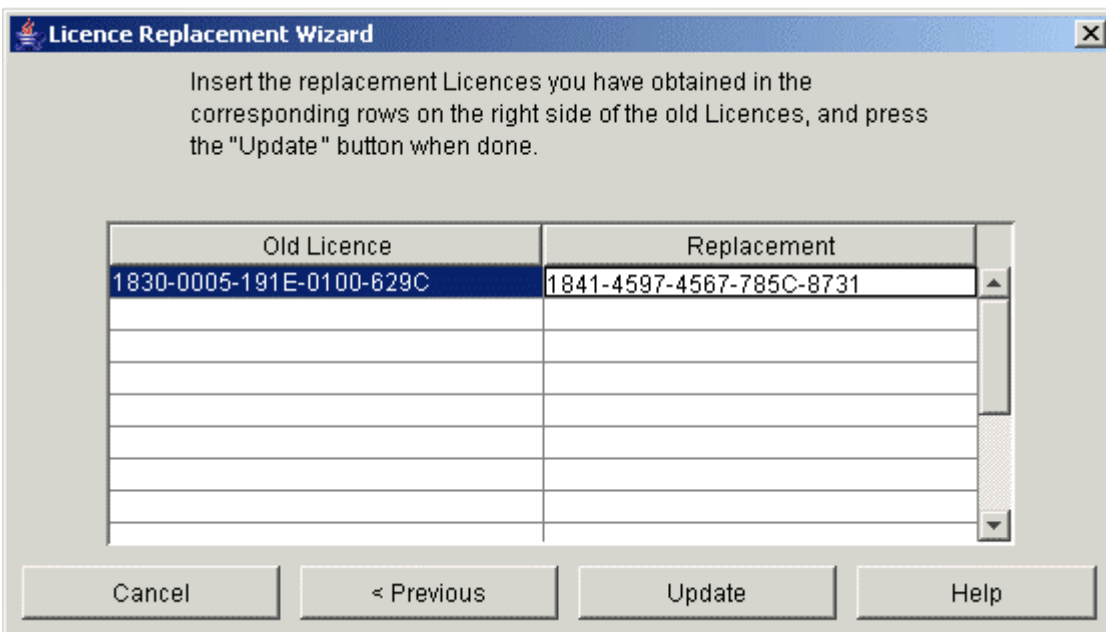 Licence Replacement Wizard
Insert the replacement Licences you have obtained in the
corresponding rows on the right side of the old Licences, and press
the "Update" button when done.
Old Licence Replacement
1830-0005-191E-0100-629C 1841-4597-4567-785C-8731
Cancel < Previous Update Help